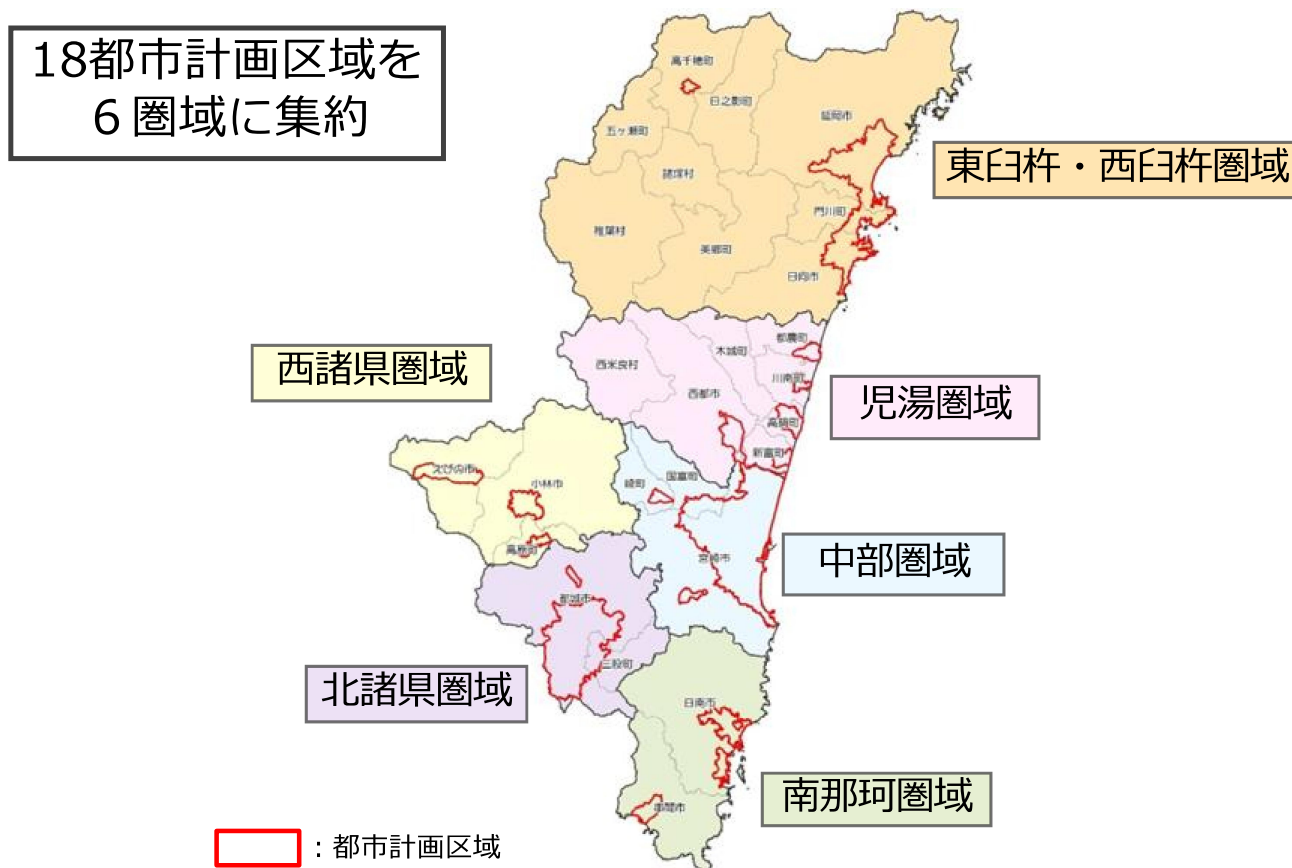 18都市計画区域を
6圏域に集約
高千穂町
日之影町
延岡市
五ヶ瀬町
諸塚村
東臼杵・西臼杵圏域
門川町
椎葉村
美郷町
日向市
都農町
木城町
西米良村
西諸県圏域
川南町
西都市
児湯圏域
高鍋町
新富町
えびの市
国富町
綾町
小林市
高原町
宮崎市
中部圏域
都城市
三股町
北諸県圏域
日南市
南那珂圏域
串間市
：都市計画区域